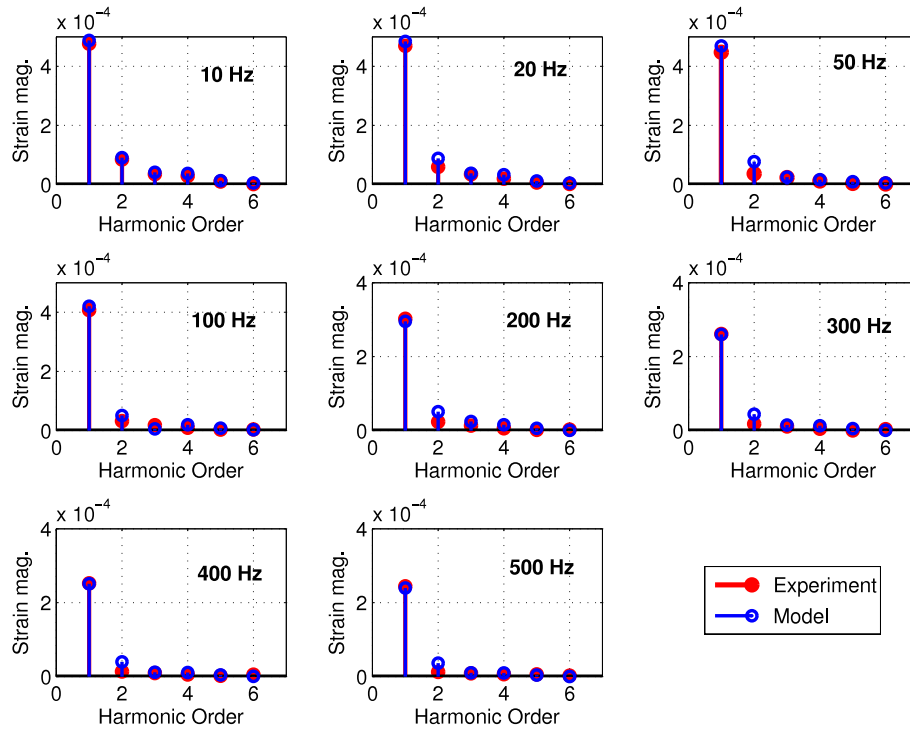 x 10⁻⁴
Strain mag.
4
2
0
10 Hz
0 2 4 6
Harmonic Order
x 10⁻⁴
Strain mag.
4
2
0
20 Hz
0 2 4 6
Harmonic Order
x 10⁻⁴
Strain mag.
4
2
0
50 Hz
0 2 4 6
Harmonic Order
x 10⁻⁴
Strain mag.
4
2
0
100 Hz
0 2 4 6
Harmonic Order
x 10⁻⁴
Strain mag.
4
2
0
200 Hz
0 2 4 6
Harmonic Order
x 10⁻⁴
Strain mag.
4
2
0
300 Hz
0 2 4 6
Harmonic Order
x 10⁻⁴
Strain mag.
4
2
0
400 Hz
0 2 4 6
Harmonic Order
x 10⁻⁴
Strain mag.
4
2
0
500 Hz
0 2 4 6
Harmonic Order
Experiment
Model